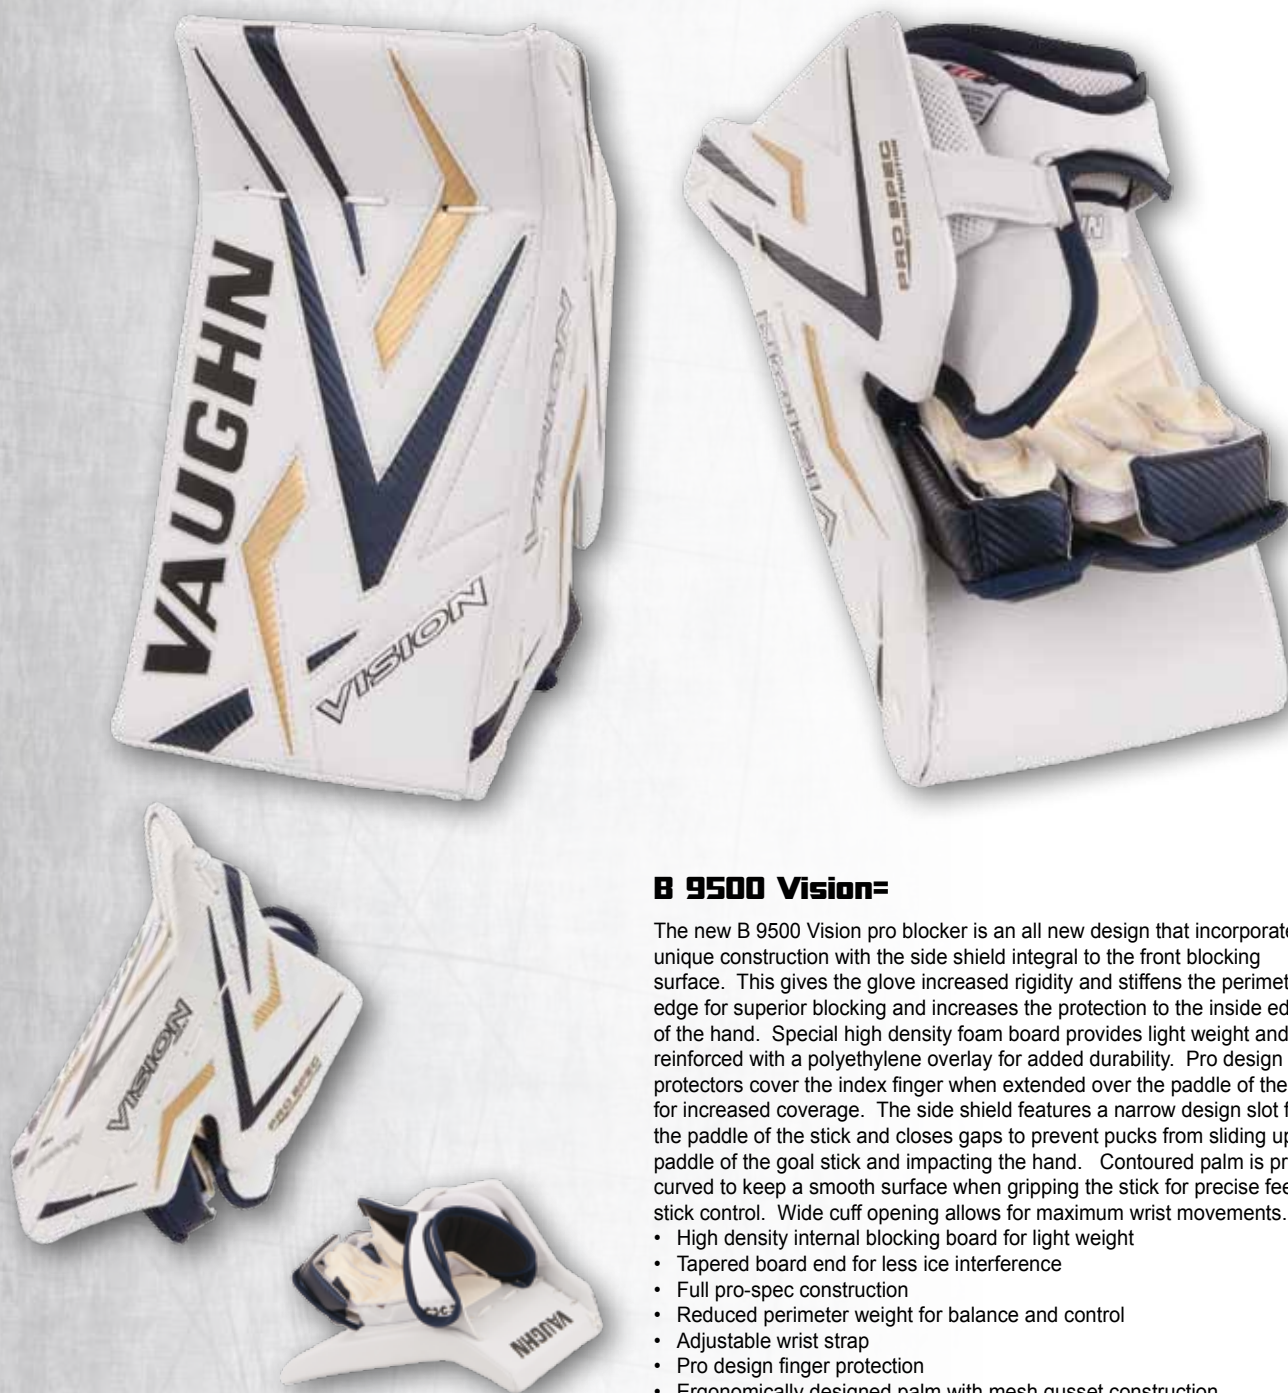 VAUGHN
VISION
VISION
PRO.SPEC
VISION
VISION
PRO SPEC
VAUGHN
B 9500 Vision=
The new B 9500 Vision pro blocker is an all new design that incorporate
unique construction with the side shield integral to the front blocking
surface. This gives the glove increased rigidity and stiffens the perimet
edge for superior blocking and increases the protection to the inside ed
of the hand. Special high density foam board provides light weight and
reinforced with a polyethylene overlay for added durability. Pro design
protectors cover the index finger when extended over the paddle of the
for increased coverage. The side shield features a narrow design slot f
the paddle of the stick and closes gaps to prevent pucks from sliding up
paddle of the goal stick and impacting the hand. Contoured palm is pr
curved to keep a smooth surface when gripping the stick for precise fee
stick control. Wide cuff opening allows for maximum wrist movements.
• High density internal blocking board for light weight
• Tapered board end for less ice interference
• Full pro-spec construction
• Reduced perimeter weight for balance and control
• Adjustable wrist strap
• Pro design finger protection
• Ergonomically designed palm with mesh gusset construction